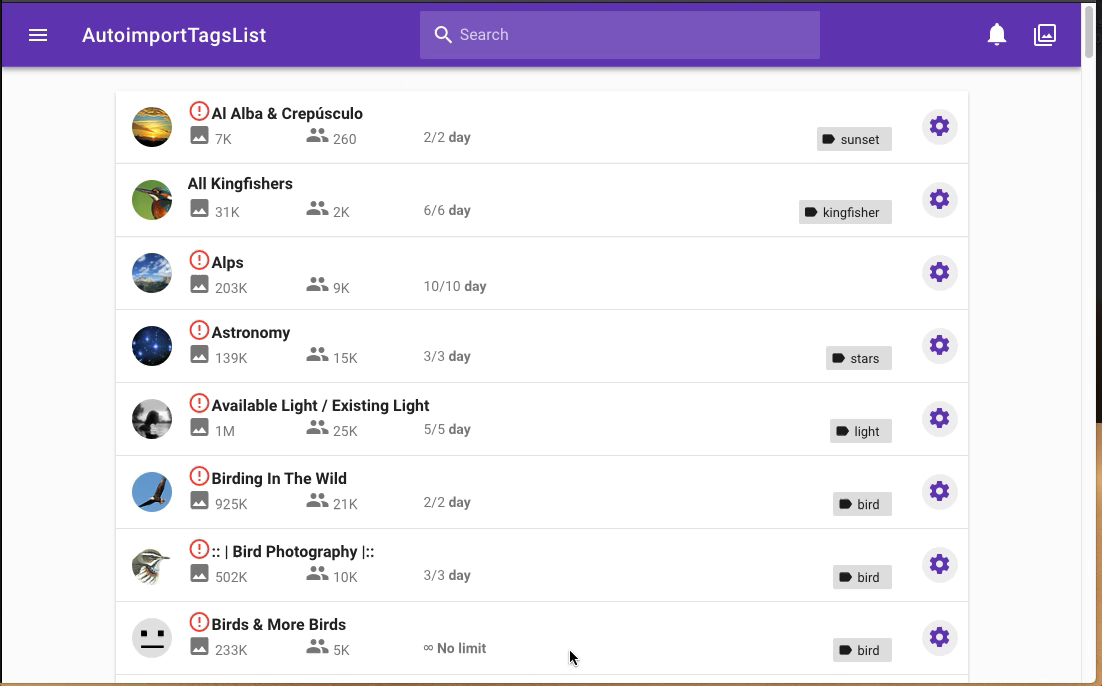 AutoimportTagsList
Search
Al Alba & Crepúsculo
7K 260 2/2 day sunset
All Kingfishers
31K 2K 6/6 day kingfisher
Alps
203K 9K 10/10 day
Astronomy
139K 15K 3/3 day stars
Available Light / Existing Light
1M 25K 5/5 day light
Birding In The Wild
925K 21K 2/2 day bird
:: | Bird Photography |::
502K 10K 3/3 day bird
Birds & More Birds
233K 5K ∞ No limit bird